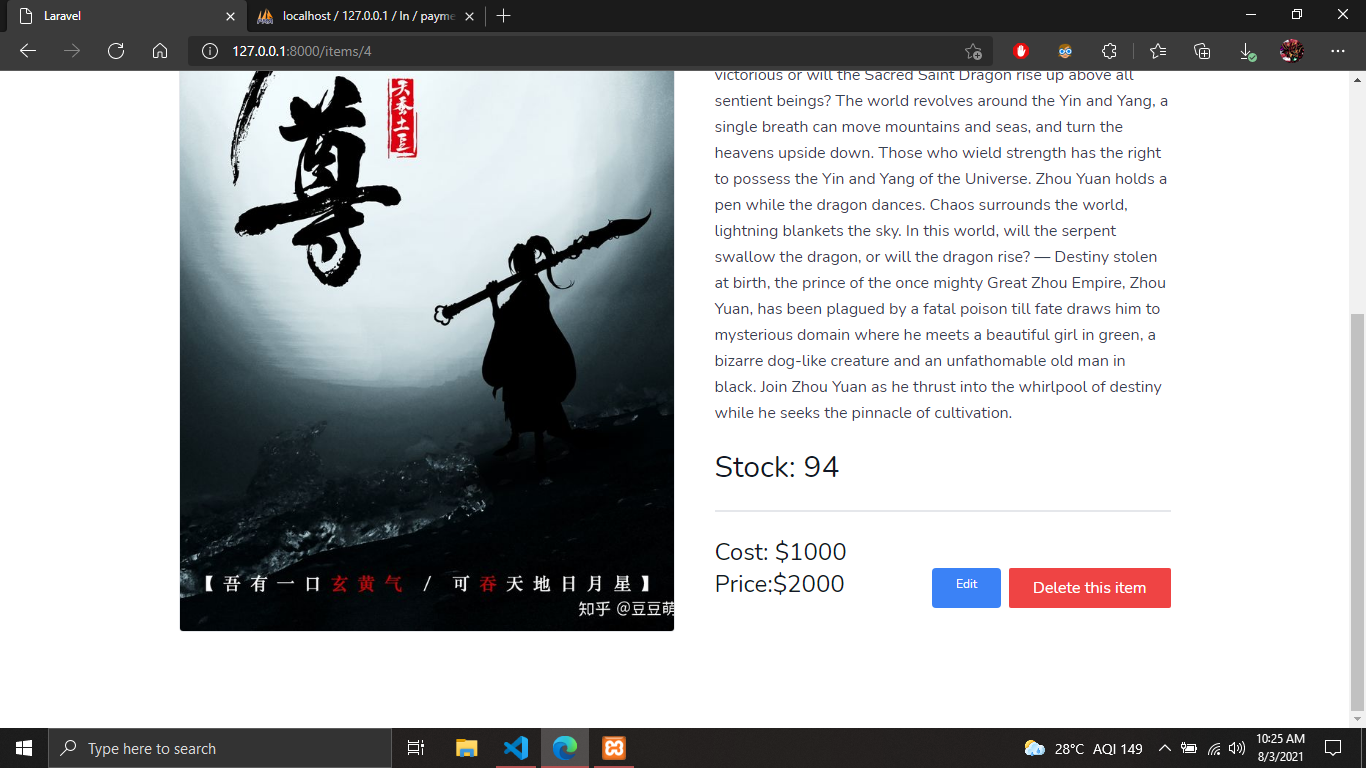 Laravel
localhost / 127.0.0.1 / ln / payme
127.0.0.1:8000/items/4
尊
天蚕土豆
【吾有一口玄黄气 / 可吞天地日月星】
知乎 @豆豆萌
victorious or will the Sacred Saint Dragon rise up above all
sentient beings? The world revolves around the Yin and Yang, a
single breath can move mountains and seas, and turn the
heavens upside down. Those who wield strength has the right
to possess the Yin and Yang of the Universe. Zhou Yuan holds a
pen while the dragon dances. Chaos surrounds the world,
lightning blankets the sky. In this world, will the serpent
swallow the dragon, or will the dragon rise? — Destiny stolen
at birth, the prince of the once mighty Great Zhou Empire, Zhou
Yuan, has been plagued by a fatal poison till fate draws him to
mysterious domain where he meets a beautiful girl in green, a
bizarre dog-like creature and an unfathomable old man in
black. Join Zhou Yuan as he thrust into the whirlpool of destiny
while he seeks the pinnacle of cultivation.
Stock: 94
Cost: $1000
Price:$2000
Edit
Delete this item
Type here to search
28°C AQI 149
10:25 AM
8/3/2021